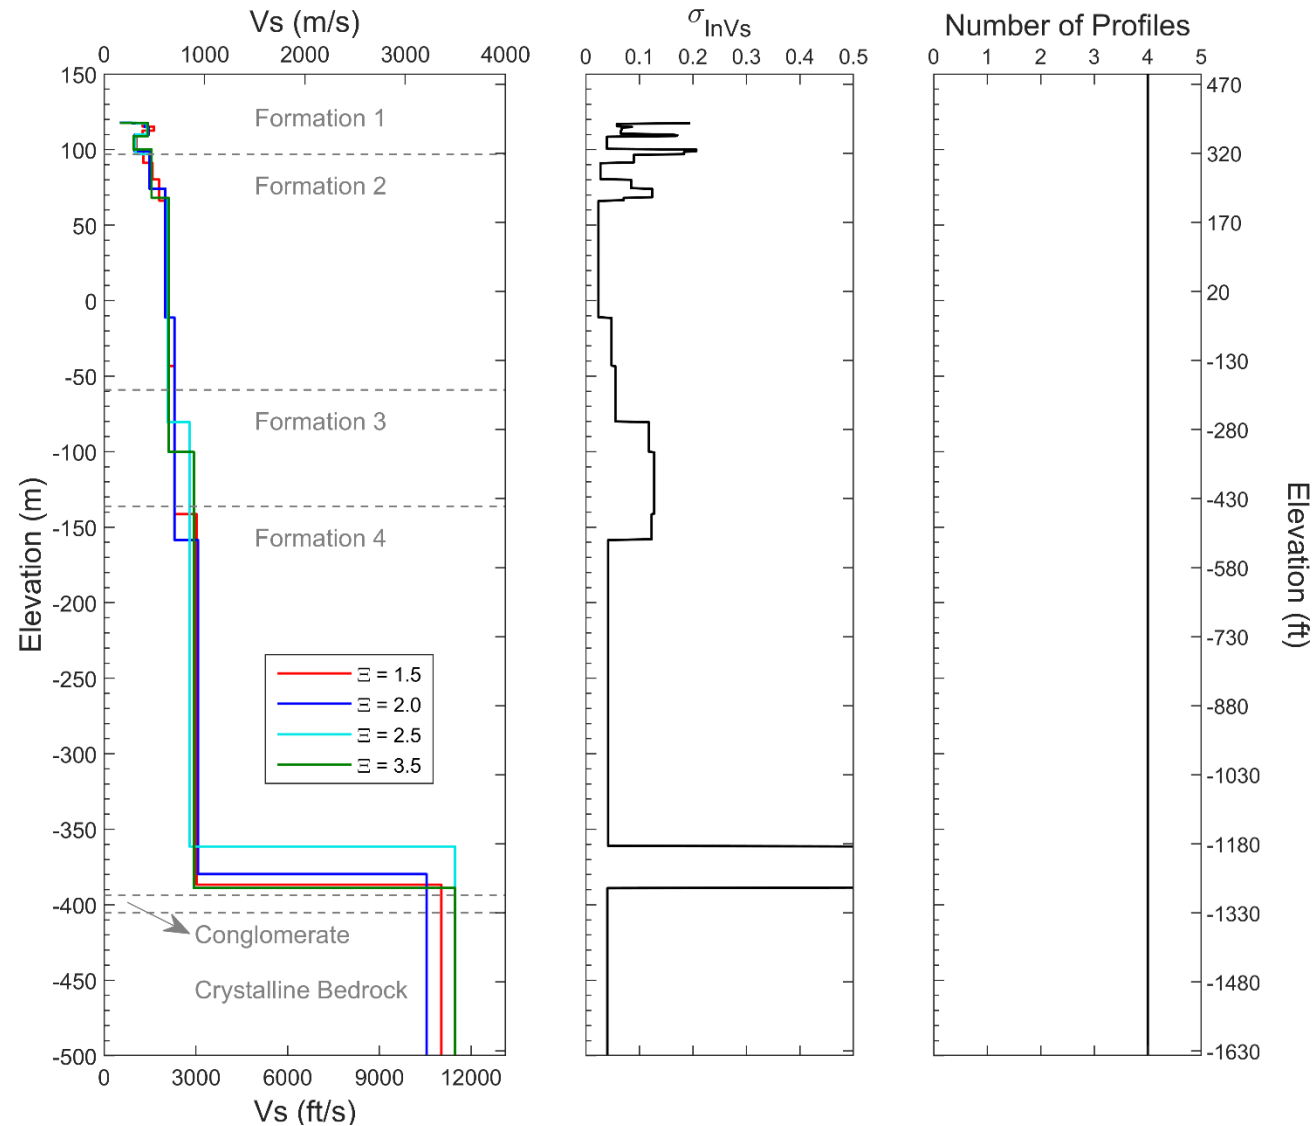 Vs (m/s)
0 1000 2000 3000 4000
σlnVs
0 0.1 0.2 0.3 0.4 0.5
Number of Profiles
0 1 2 3 4 5
Elevation (m)
150
100
50
0
-50
-100
-150
-200
-250
-300
-350
-400
-450
-500
Formation 1
Formation 2
Formation 3
Formation 4
Ξ = 1.5
Ξ = 2.0
Ξ = 2.5
Ξ = 3.5
Conglomerate
Crystalline Bedrock
0 3000 6000 9000 12000
Vs (ft/s)
470
320
170
20
-130
-280
-430
-580
-730
-880
-1030
-1180
-1330
-1480
-1630
Elevation (ft)